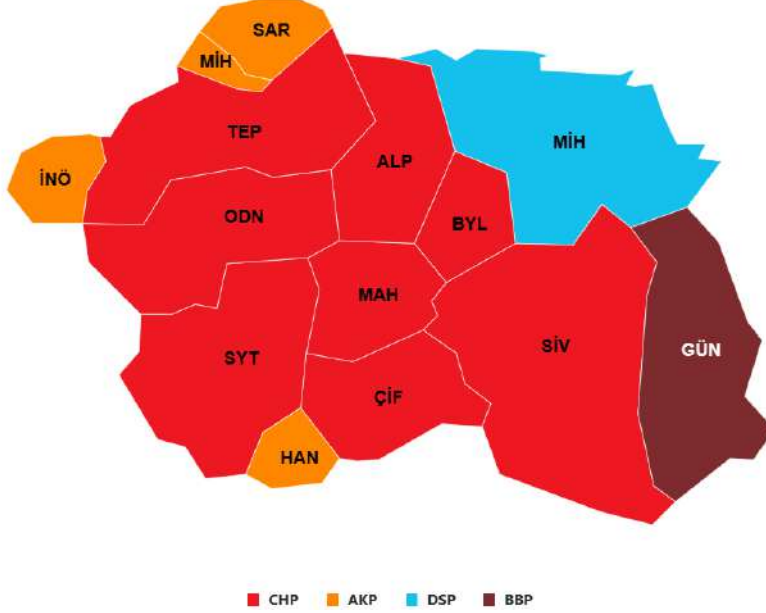 SAR
MİH
TEP
MİH
ALP
İNÖ
ODN
BYL
MAH
SİV
GÜN
SYT
ÇİF
HAN
CHP AKP DSP BBP